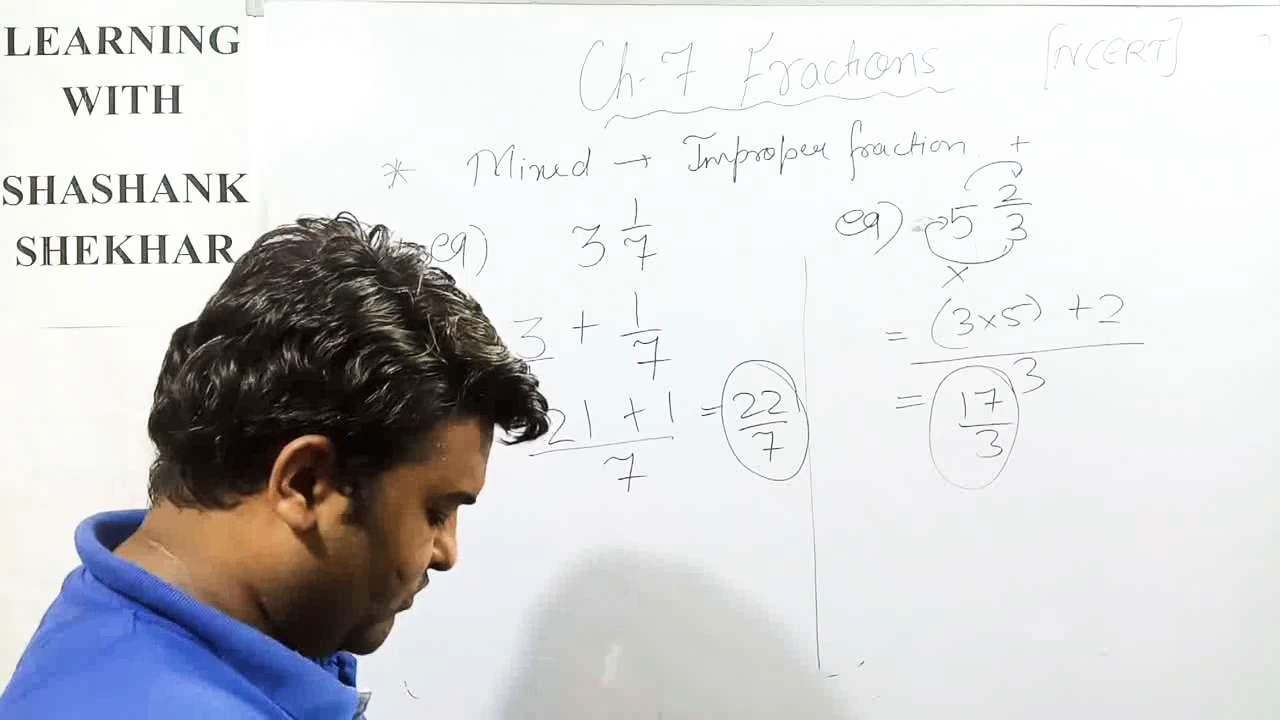 LEARNING
WITH
SHASHANK
SHEKHAR
Ch-7 Fractions [NCERT]
* Mixed → Improper fraction
eg) 3 1/7
3 + 1/7
21 + 1 / 7 = 22/7
eg) 5 2/3
+
×
= (3×5) + 2 / 3
= 17/3